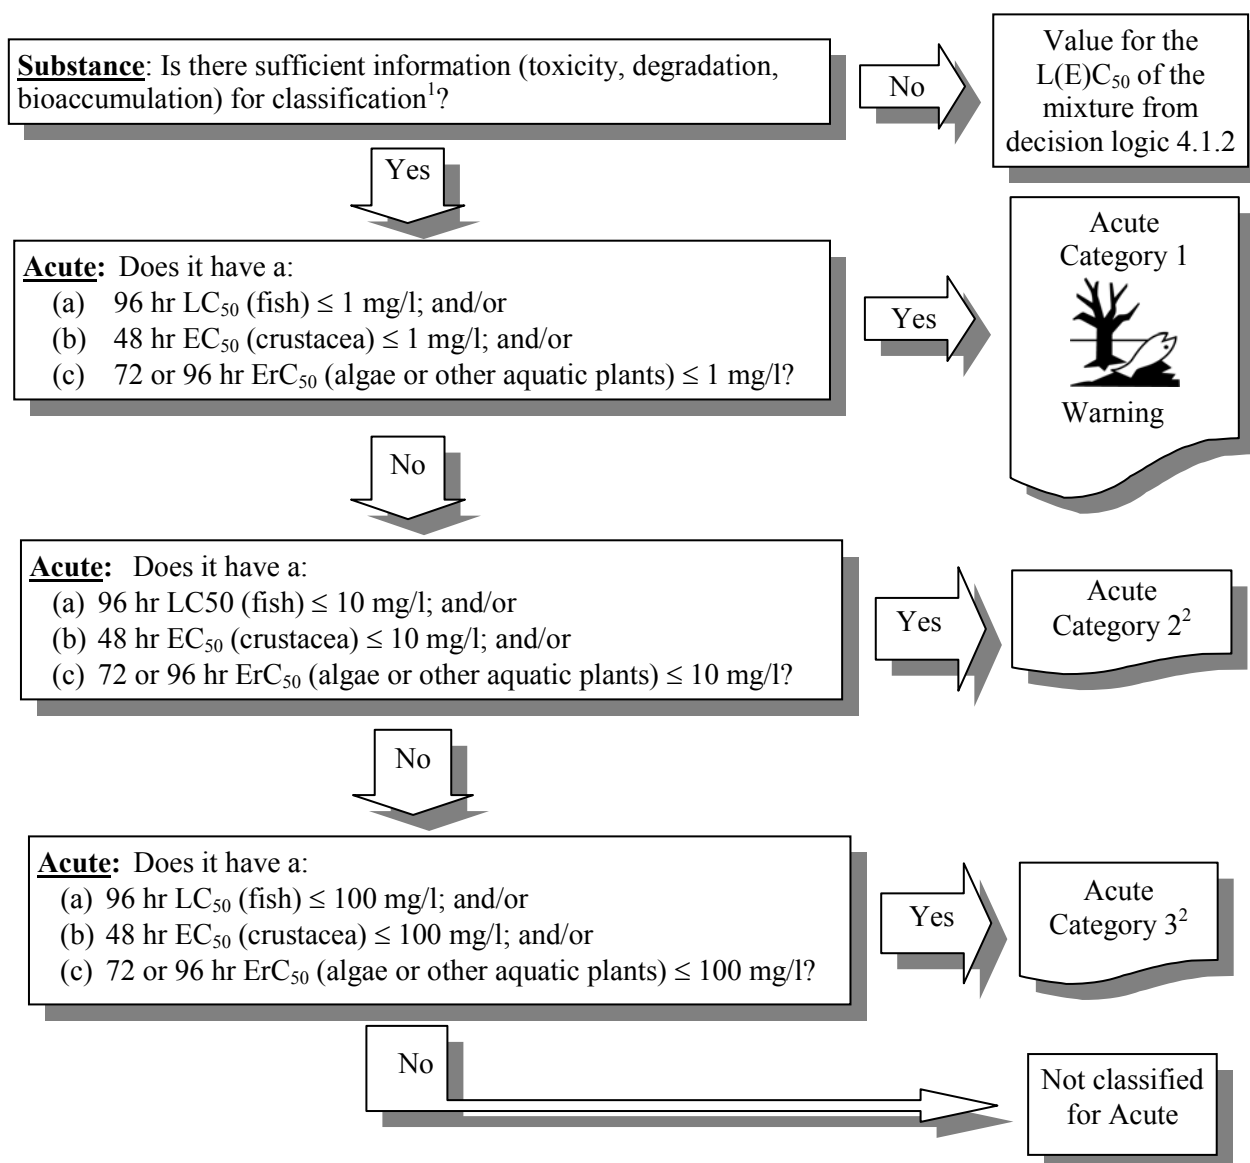 Substance: Is there sufficient information (toxicity, degradation,
bioaccumulation) for classification¹?
No
Value for the
L(E)C₅₀ of the
mixture from
decision logic 4.1.2
Yes
Acute: Does it have a:
(a) 96 hr LC₅₀ (fish) ≤ 1 mg/l; and/or
(b) 48 hr EC₅₀ (crustacea) ≤ 1 mg/l; and/or
(c) 72 or 96 hr ErC₅₀ (algae or other aquatic plants) ≤ 1 mg/l?
Yes
Acute
Category 1
Warning
No
Acute: Does it have a:
(a) 96 hr LC50 (fish) ≤ 10 mg/l; and/or
(b) 48 hr EC₅₀ (crustacea) ≤ 10 mg/l; and/or
(c) 72 or 96 hr ErC₅₀ (algae or other aquatic plants) ≤ 10 mg/l?
Yes
Acute
Category 2²
No
Acute: Does it have a:
(a) 96 hr LC₅₀ (fish) ≤ 100 mg/l; and/or
(b) 48 hr EC₅₀ (crustacea) ≤ 100 mg/l; and/or
(c) 72 or 96 hr ErC₅₀ (algae or other aquatic plants) ≤ 100 mg/l?
Yes
Acute
Category 3²
No
Not classified
for Acute